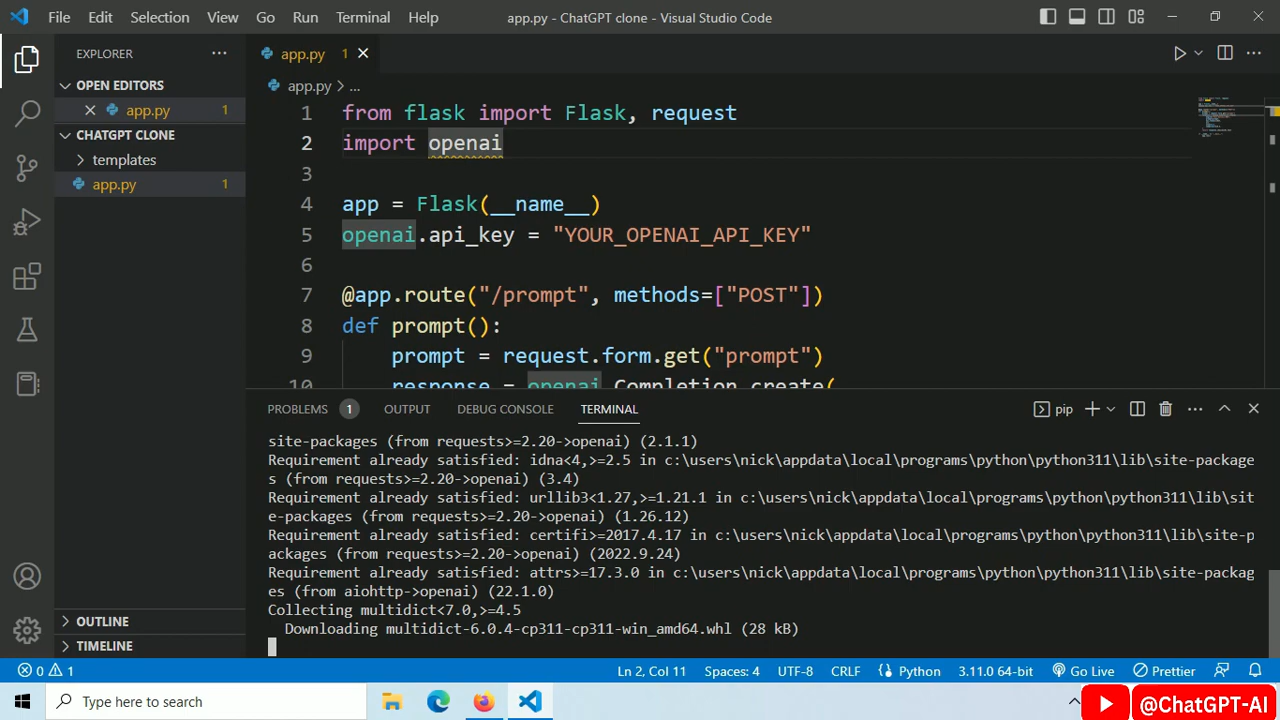 File Edit Selection View Go Run Terminal Help
app.py - ChatGPT clone - Visual Studio Code
EXPLORER
OPEN EDITORS
app.py 1
CHATGPT CLONE
templates
app.py 1
OUTLINE
TIMELINE
app.py 1
app.py > ...
1 from flask import Flask, request
2 import openai
3
4 app = Flask(__name__)
5 openai.api_key = "YOUR_OPENAI_API_KEY"
6
7 @app.route("/prompt", methods=["POST"])
8 def prompt():
9 prompt = request.form.get("prompt")
10 response = openai.Completion.create(
PROBLEMS 1 OUTPUT DEBUG CONSOLE TERMINAL
pip
site-packages (from requests>=2.20->openai) (2.1.1)
Requirement already satisfied: idna<4,>=2.5 in c:\users\nick\appdata\local\programs\python\python311\lib\site-package
s (from requests>=2.20->openai) (3.4)
Requirement already satisfied: urllib3<1.27,>=1.21.1 in c:\users\nick\appdata\local\programs\python\python311\lib\sit
e-packages (from requests>=2.20->openai) (1.26.12)
Requirement already satisfied: certifi>=2017.4.17 in c:\users\nick\appdata\local\programs\python\python311\lib\site-p
ackages (from requests>=2.20->openai) (2022.9.24)
Requirement already satisfied: attrs>=17.3.0 in c:\users\nick\appdata\local\programs\python\python311\lib\site-packag
es (from aiohttp->openai) (22.1.0)
Collecting multidict<7.0,>=4.5
Downloading multidict-6.0.4-cp311-cp311-win_amd64.whl (28 kB)
0 1
Ln 2, Col 11 Spaces: 4 UTF-8 CRLF Python 3.11.0 64-bit Go Live Prettier
Type here to search
@ChatGPT-AI